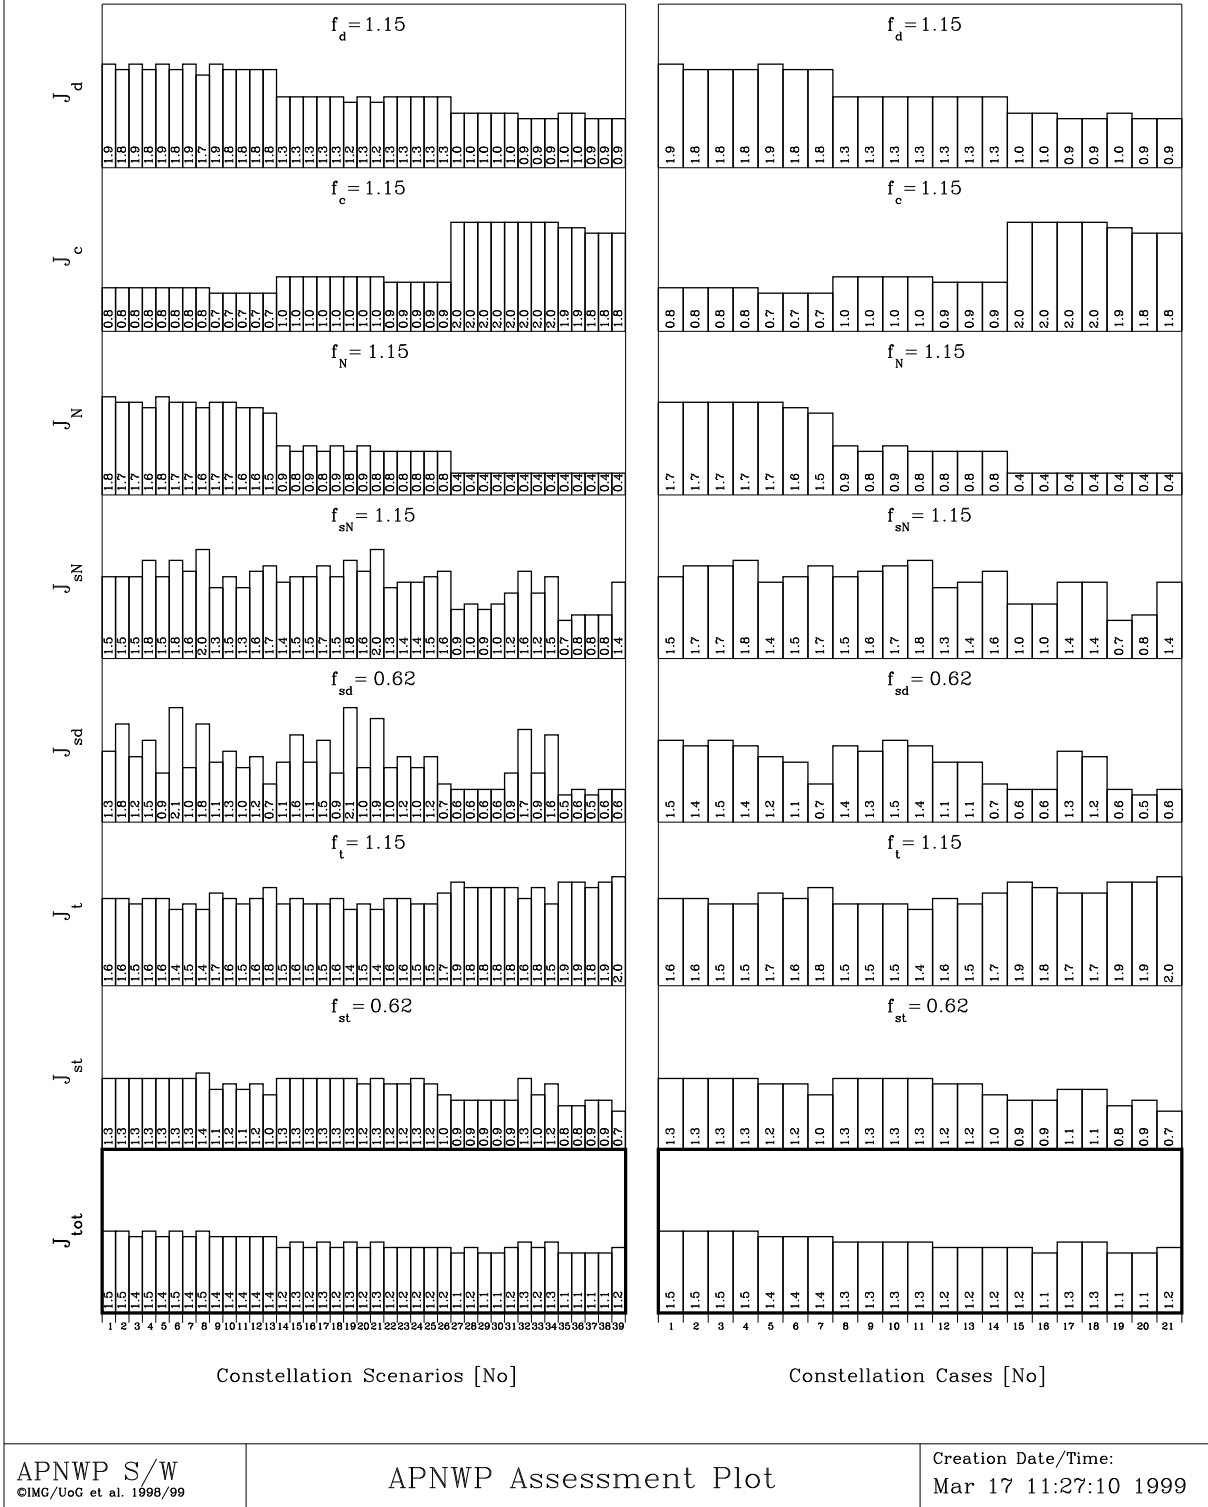 f_d = 1.15
f_d = 1.15
J_d
1.9 1.8 1.9 1.8 1.9 1.8 1.9 1.7 1.9 1.8 1.8 1.8 1.8 1.3 1.3 1.3 1.3 1.3 1.2 1.3 1.2 1.3 1.3 1.3 1.3 1.3 1.0 1.0 1.0 1.0 1.0 0.9 0.9 0.9 1.0 1.0 0.9 0.9 0.9
1.9 1.8 1.8 1.8 1.9 1.8 1.8 1.3 1.3 1.3 1.3 1.3 1.3 1.3 1.0 1.0 0.9 0.9 1.0 0.9 0.9
f_c = 1.15
f_c = 1.15
J_c
0.8 0.8 0.8 0.8 0.8 0.8 0.8 0.8 0.7 0.7 0.7 0.7 0.7 1.0 1.0 1.0 1.0 1.0 1.0 1.0 1.0 0.9 0.9 0.9 0.9 0.9 2.0 2.0 2.0 2.0 2.0 2.0 2.0 2.0 1.9 1.9 1.8 1.8 1.8
0.8 0.8 0.8 0.8 0.7 0.7 0.7 1.0 1.0 1.0 1.0 0.9 0.9 0.9 2.0 2.0 2.0 2.0 1.9 1.8 1.8
f_N = 1.15
f_N = 1.15
J_N
1.8 1.7 1.7 1.6 1.8 1.7 1.7 1.6 1.7 1.7 1.6 1.6 1.5 0.9 0.8 0.9 0.8 0.9 0.8 0.9 0.8 0.8 0.8 0.8 0.8 0.8 0.4 0.4 0.4 0.4 0.4 0.4 0.4 0.4 0.4 0.4 0.4 0.4 0.4
1.7 1.7 1.7 1.7 1.7 1.6 1.5 0.9 0.8 0.9 0.8 0.8 0.8 0.8 0.4 0.4 0.4 0.4 0.4 0.4 0.4
f_sN = 1.15
f_sN = 1.15
J_sN
1.5 1.5 1.5 1.8 1.5 1.8 1.6 2.0 1.3 1.5 1.3 1.6 1.7 1.4 1.5 1.5 1.7 1.5 1.8 1.6 2.0 1.3 1.4 1.4 1.5 1.6 0.9 1.0 0.9 1.0 1.2 1.6 1.2 1.5 0.7 0.8 0.8 0.8 1.4
1.5 1.7 1.7 1.8 1.4 1.5 1.7 1.5 1.6 1.7 1.8 1.3 1.4 1.6 1.0 1.0 1.4 1.4 0.7 0.8 1.4
f_sd = 0.62
f_sd = 0.62
J_sd
1.3 1.8 1.2 1.5 0.9 2.1 1.0 1.8 1.1 1.3 1.0 1.2 0.7 1.1 1.6 1.1 1.5 0.9 2.1 1.0 1.9 1.0 1.2 1.0 1.2 0.7 0.6 0.6 0.6 0.6 0.9 1.7 0.9 1.6 0.5 0.6 0.5 0.6 0.6
1.5 1.4 1.5 1.4 1.2 1.1 0.7 1.4 1.3 1.5 1.4 1.1 1.1 0.7 0.6 0.6 1.3 1.2 0.6 0.5 0.6
f_t = 1.15
f_t = 1.15
J_t
1.6 1.6 1.5 1.6 1.6 1.4 1.5 1.4 1.7 1.6 1.5 1.6 1.8 1.5 1.6 1.5 1.5 1.6 1.4 1.5 1.4 1.6 1.6 1.5 1.5 1.7 1.9 1.8 1.8 1.8 1.8 1.6 1.8 1.5 1.9 1.9 1.8 1.9 2.0
1.6 1.6 1.5 1.5 1.7 1.6 1.8 1.5 1.5 1.5 1.4 1.6 1.5 1.7 1.9 1.8 1.7 1.7 1.9 1.9 2.0
f_st = 0.62
f_st = 0.62
J_st
1.3 1.3 1.3 1.3 1.3 1.3 1.3 1.4 1.1 1.2 1.1 1.2 1.0 1.3 1.3 1.3 1.3 1.3 1.3 1.2 1.3 1.2 1.2 1.3 1.2 1.0 0.9 0.9 0.9 0.9 0.9 1.3 1.0 1.2 0.8 0.8 0.9 0.9 0.7
1.3 1.3 1.3 1.3 1.2 1.2 1.0 1.3 1.3 1.3 1.3 1.2 1.2 1.0 0.9 0.9 1.1 1.1 0.8 0.9 0.7
J_tot
1.5 1.5 1.4 1.5 1.4 1.5 1.4 1.5 1.4 1.4 1.4 1.4 1.4 1.2 1.3 1.2 1.3 1.2 1.3 1.2 1.3 1.2 1.2 1.2 1.2 1.2 1.1 1.2 1.1 1.1 1.2 1.3 1.2 1.3 1.1 1.1 1.1 1.1 1.2
1.5 1.5 1.5 1.5 1.4 1.4 1.4 1.3 1.3 1.3 1.3 1.2 1.2 1.2 1.2 1.1 1.3 1.3 1.1 1.1 1.2
1 2 3 4 5 6 7 8 9 10 11 12 13 14 15 16 17 18 19 20 21 22 23 24 25 26 27 28 29 30 31 32 33 34 35 36 37 38 39
1 2 3 4 5 6 7 8 9 10 11 12 13 14 15 16 17 18 19 20 21
Constellation Scenarios [No]
Constellation Cases [No]
APNWP S/W
©IMG/UoG et al. 1998/99
APNWP Assessment Plot
Creation Date/Time:
Mar 17 11:27:10 1999